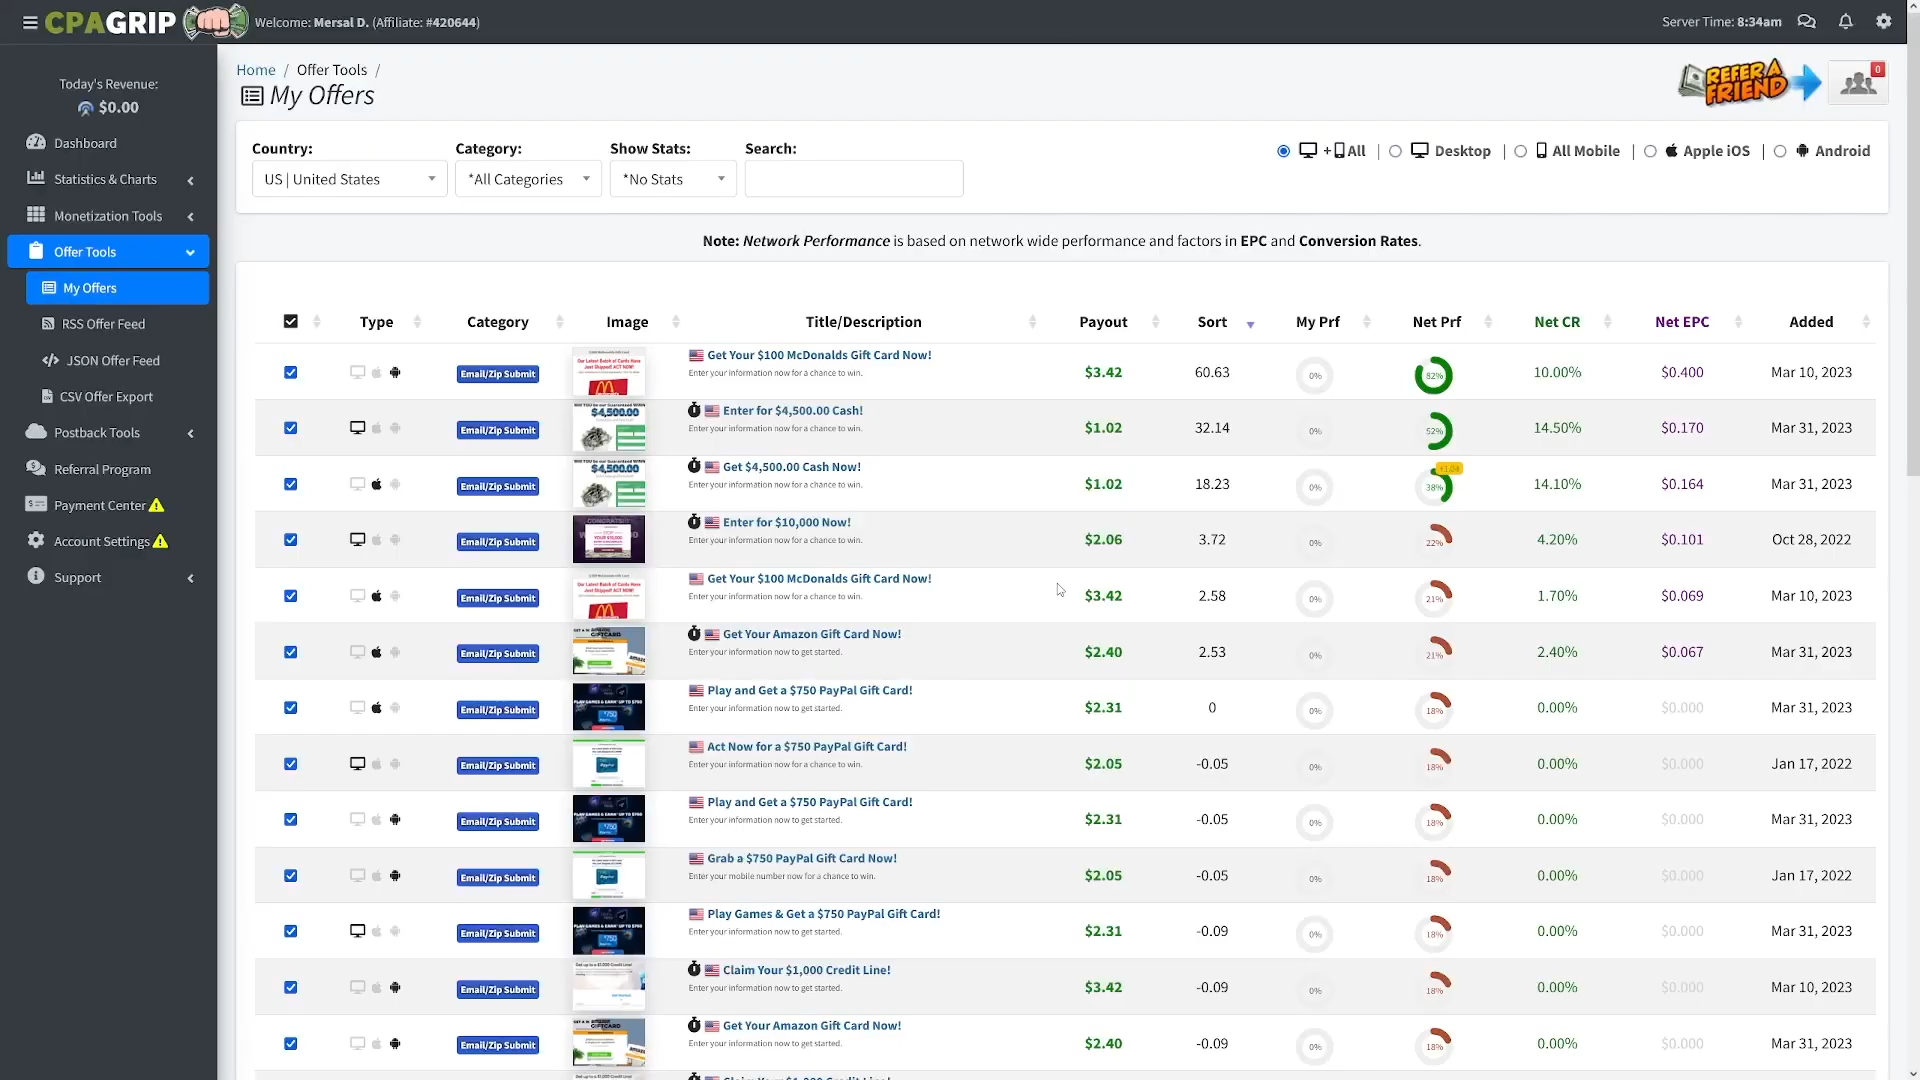 CPAGRIP Welcome: Mersal D. (Affiliate: #420644) Server Time: 8:34am
Today's Revenue:
$0.00
Dashboard
Statistics & Charts
Monetization Tools
Offer Tools
My Offers
RSS Offer Feed
JSON Offer Feed
CSV Offer Export
Postback Tools
Referral Program
Payment Center
Account Settings
Support
Home / Offer Tools /
My Offers
REFER A FRIEND
0
Country: Category: Show Stats: Search:
US | United States *All Categories *No Stats
+ All | Desktop | All Mobile | Apple iOS | Android
Note: Network Performance is based on network wide performance and factors in EPC and Conversion Rates.
Type Category Image Title/Description Payout Sort My Prf Net Prf Net CR Net EPC Added
Email/Zip Submit Get Your $100 McDonalds Gift Card Now! $3.42 60.63 0% 82% 10.00% $0.400 Mar 10, 2023
Enter your information now for a chance to win.
Email/Zip Submit $4,500.00 Enter for $4,500.00 Cash! $1.02 32.14 0% 52% 14.50% $0.170 Mar 31, 2023
Enter your information now for a chance to win.
Email/Zip Submit $4,500.00 Get $4,500.00 Cash Now! $1.02 18.23 0% 38% 14.10% $0.164 Mar 31, 2023
Enter your information now for a chance to win.
Email/Zip Submit Enter for $10,000 Now! $2.06 3.72 0% 22% 4.20% $0.101 Oct 28, 2022
Enter your information now for a chance to win.
Email/Zip Submit Get Your $100 McDonalds Gift Card Now! $3.42 2.58 0% 21% 1.70% $0.069 Mar 10, 2023
Enter your information now for a chance to win.
Email/Zip Submit Get Your Amazon Gift Card Now! $2.40 2.53 0% 21% 2.40% $0.067 Mar 31, 2023
Enter your information now to get started.
Email/Zip Submit Play and Get a $750 PayPal Gift Card! $2.31 0 0% 18% 0.00% $0.000 Mar 31, 2023
Enter your information now to get started.
Email/Zip Submit Act Now for a $750 PayPal Gift Card! $2.05 -0.05 0% 18% 0.00% $0.000 Jan 17, 2022
Enter your information now for a chance to win.
Email/Zip Submit Play and Get a $750 PayPal Gift Card! $2.31 -0.05 0% 18% 0.00% $0.000 Mar 31, 2023
Enter your information now to get started.
Email/Zip Submit Grab a $750 PayPal Gift Card Now! $2.05 -0.05 0% 18% 0.00% $0.000 Jan 17, 2022
Enter your mobile number now for a chance to win.
Email/Zip Submit Play Games & Get a $750 PayPal Gift Card! $2.31 -0.09 0% 18% 0.00% $0.000 Mar 31, 2023
Enter your information now to get started.
Email/Zip Submit Claim Your $1,000 Credit Line! $3.42 -0.09 0% 18% 0.00% $0.000 Mar 10, 2023
Enter your information now to get started.
Email/Zip Submit Get Your Amazon Gift Card Now! $2.40 -0.09 0% 18% 0.00% $0.000 Mar 31, 2023
Enter your information now to get started.